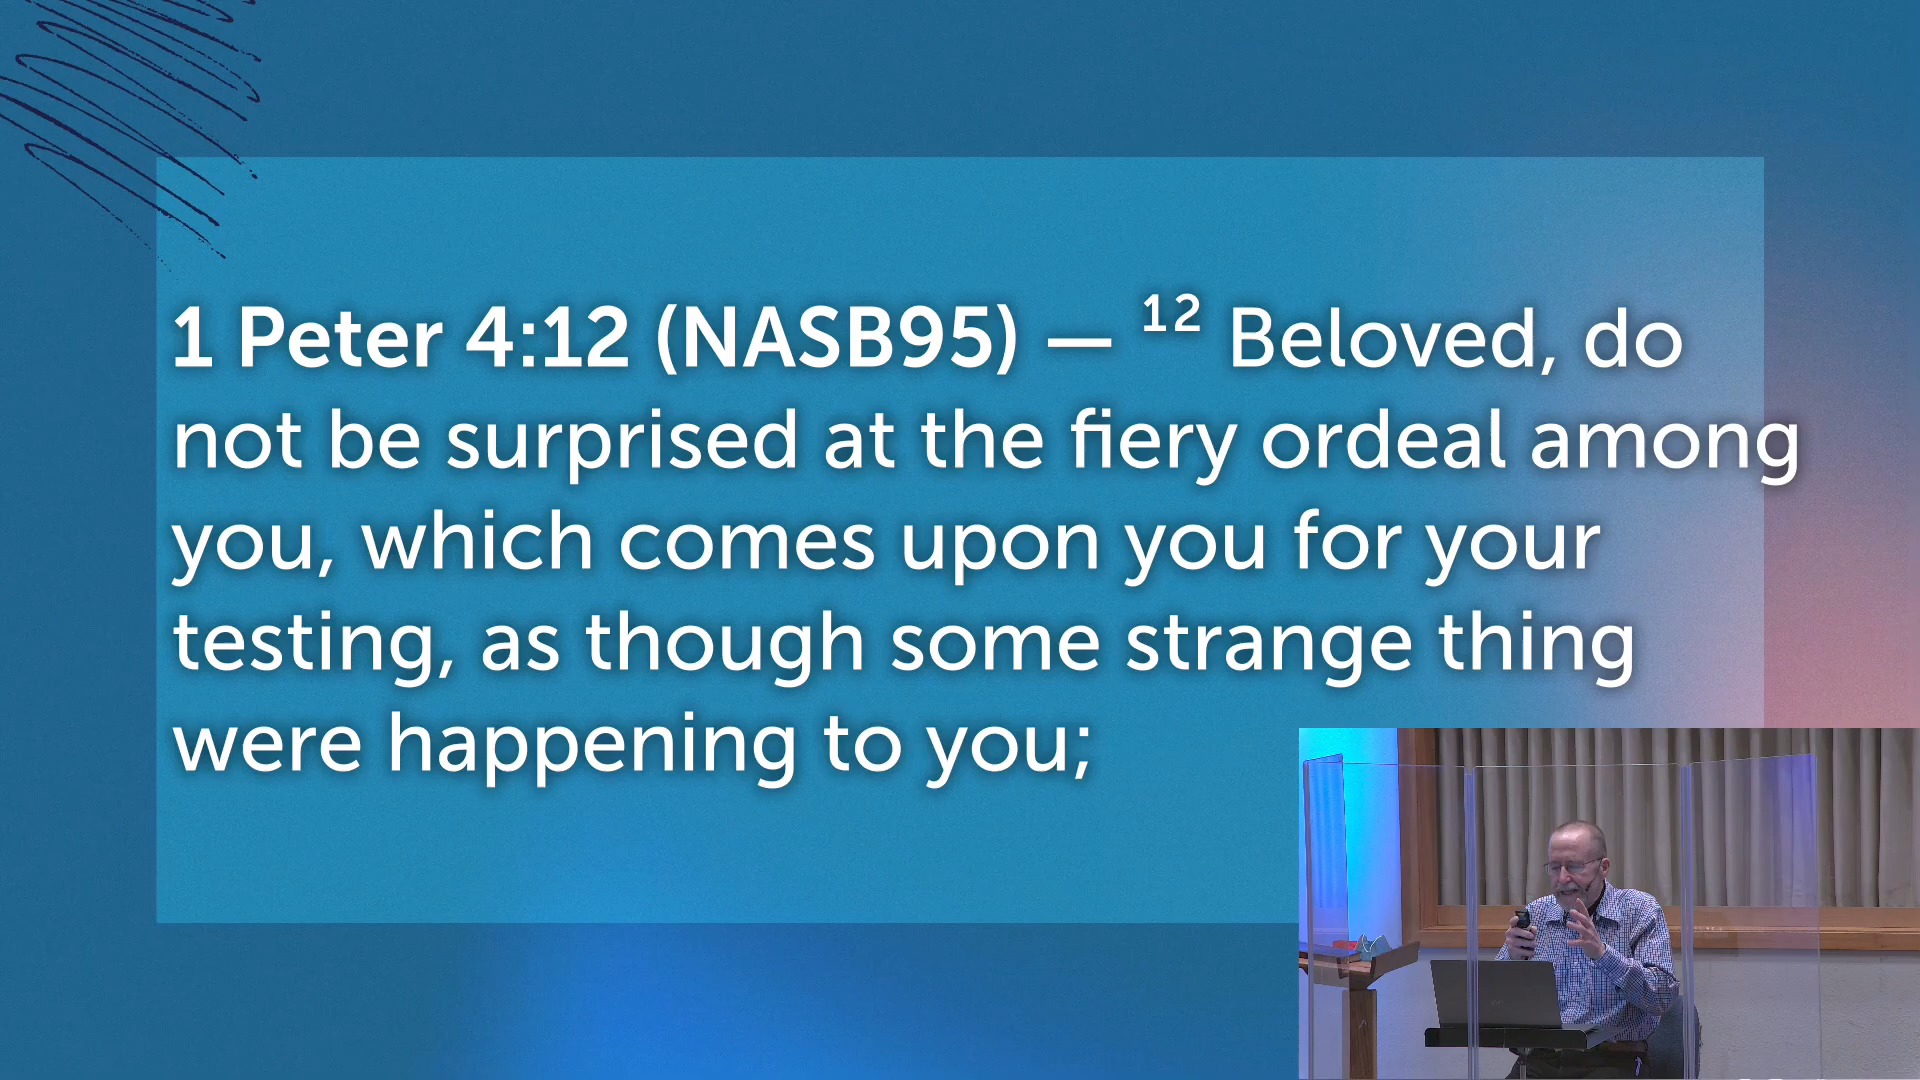 1 Peter 4:12 (NASB95) — 12 Beloved, do
not be surprised at the fiery ordeal among
you, which comes upon you for your
testing, as though some strange thing
were happening to you;